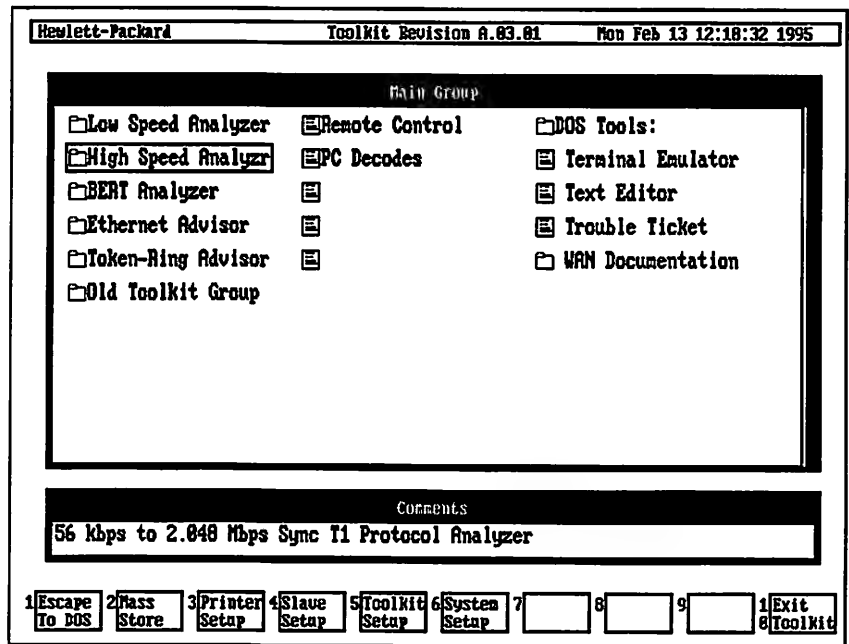 Hewlett-Packard Toolkit Revision A.03.01 Mon Feb 13 12:18:32 1995
Main Group
Low Speed Analyzer Remote Control DOS Tools:
High Speed Analyzr PC Decodes Terminal Emulator
BERT Analyzer Text Editor
Ethernet Advisor Trouble Ticket
Token-Ring Advisor WAN Documentation
Old Toolkit Group
Comments
56 kbps to 2.048 Mbps Sync T1 Protocol Analyzer
1 Escape 2 Mass 3 Printer 4 Slave 5 Toolkit 6 System 7 8 9 1 Exit
To DOS Store Setup Setup Setup Setup 0 Toolkit